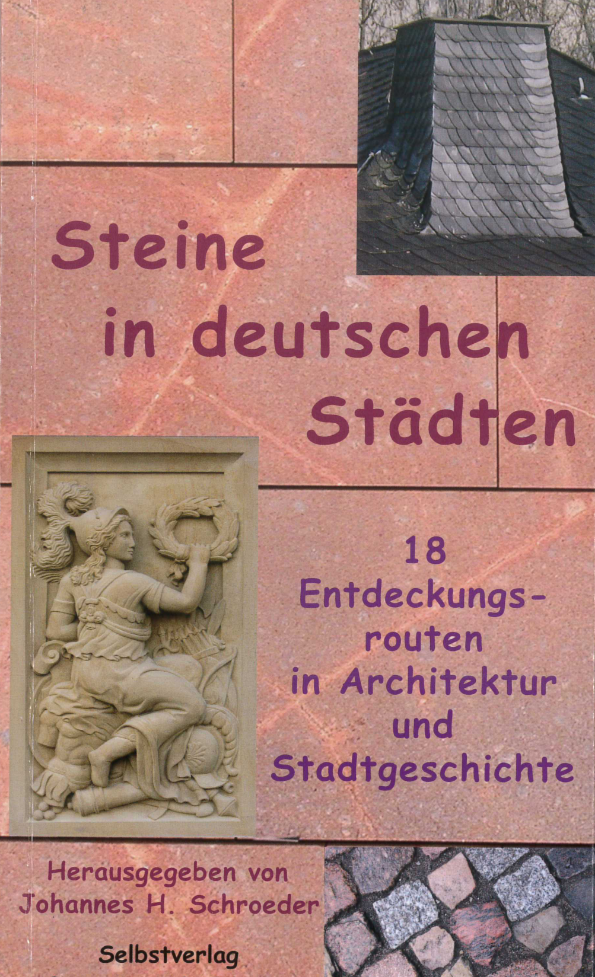 Steine
in deutschen
Städten
18
Entdeckungs-
routen
in Architektur
und
Stadtgeschichte
Herausgegeben von
Johannes H. Schroeder
Selbstverlag